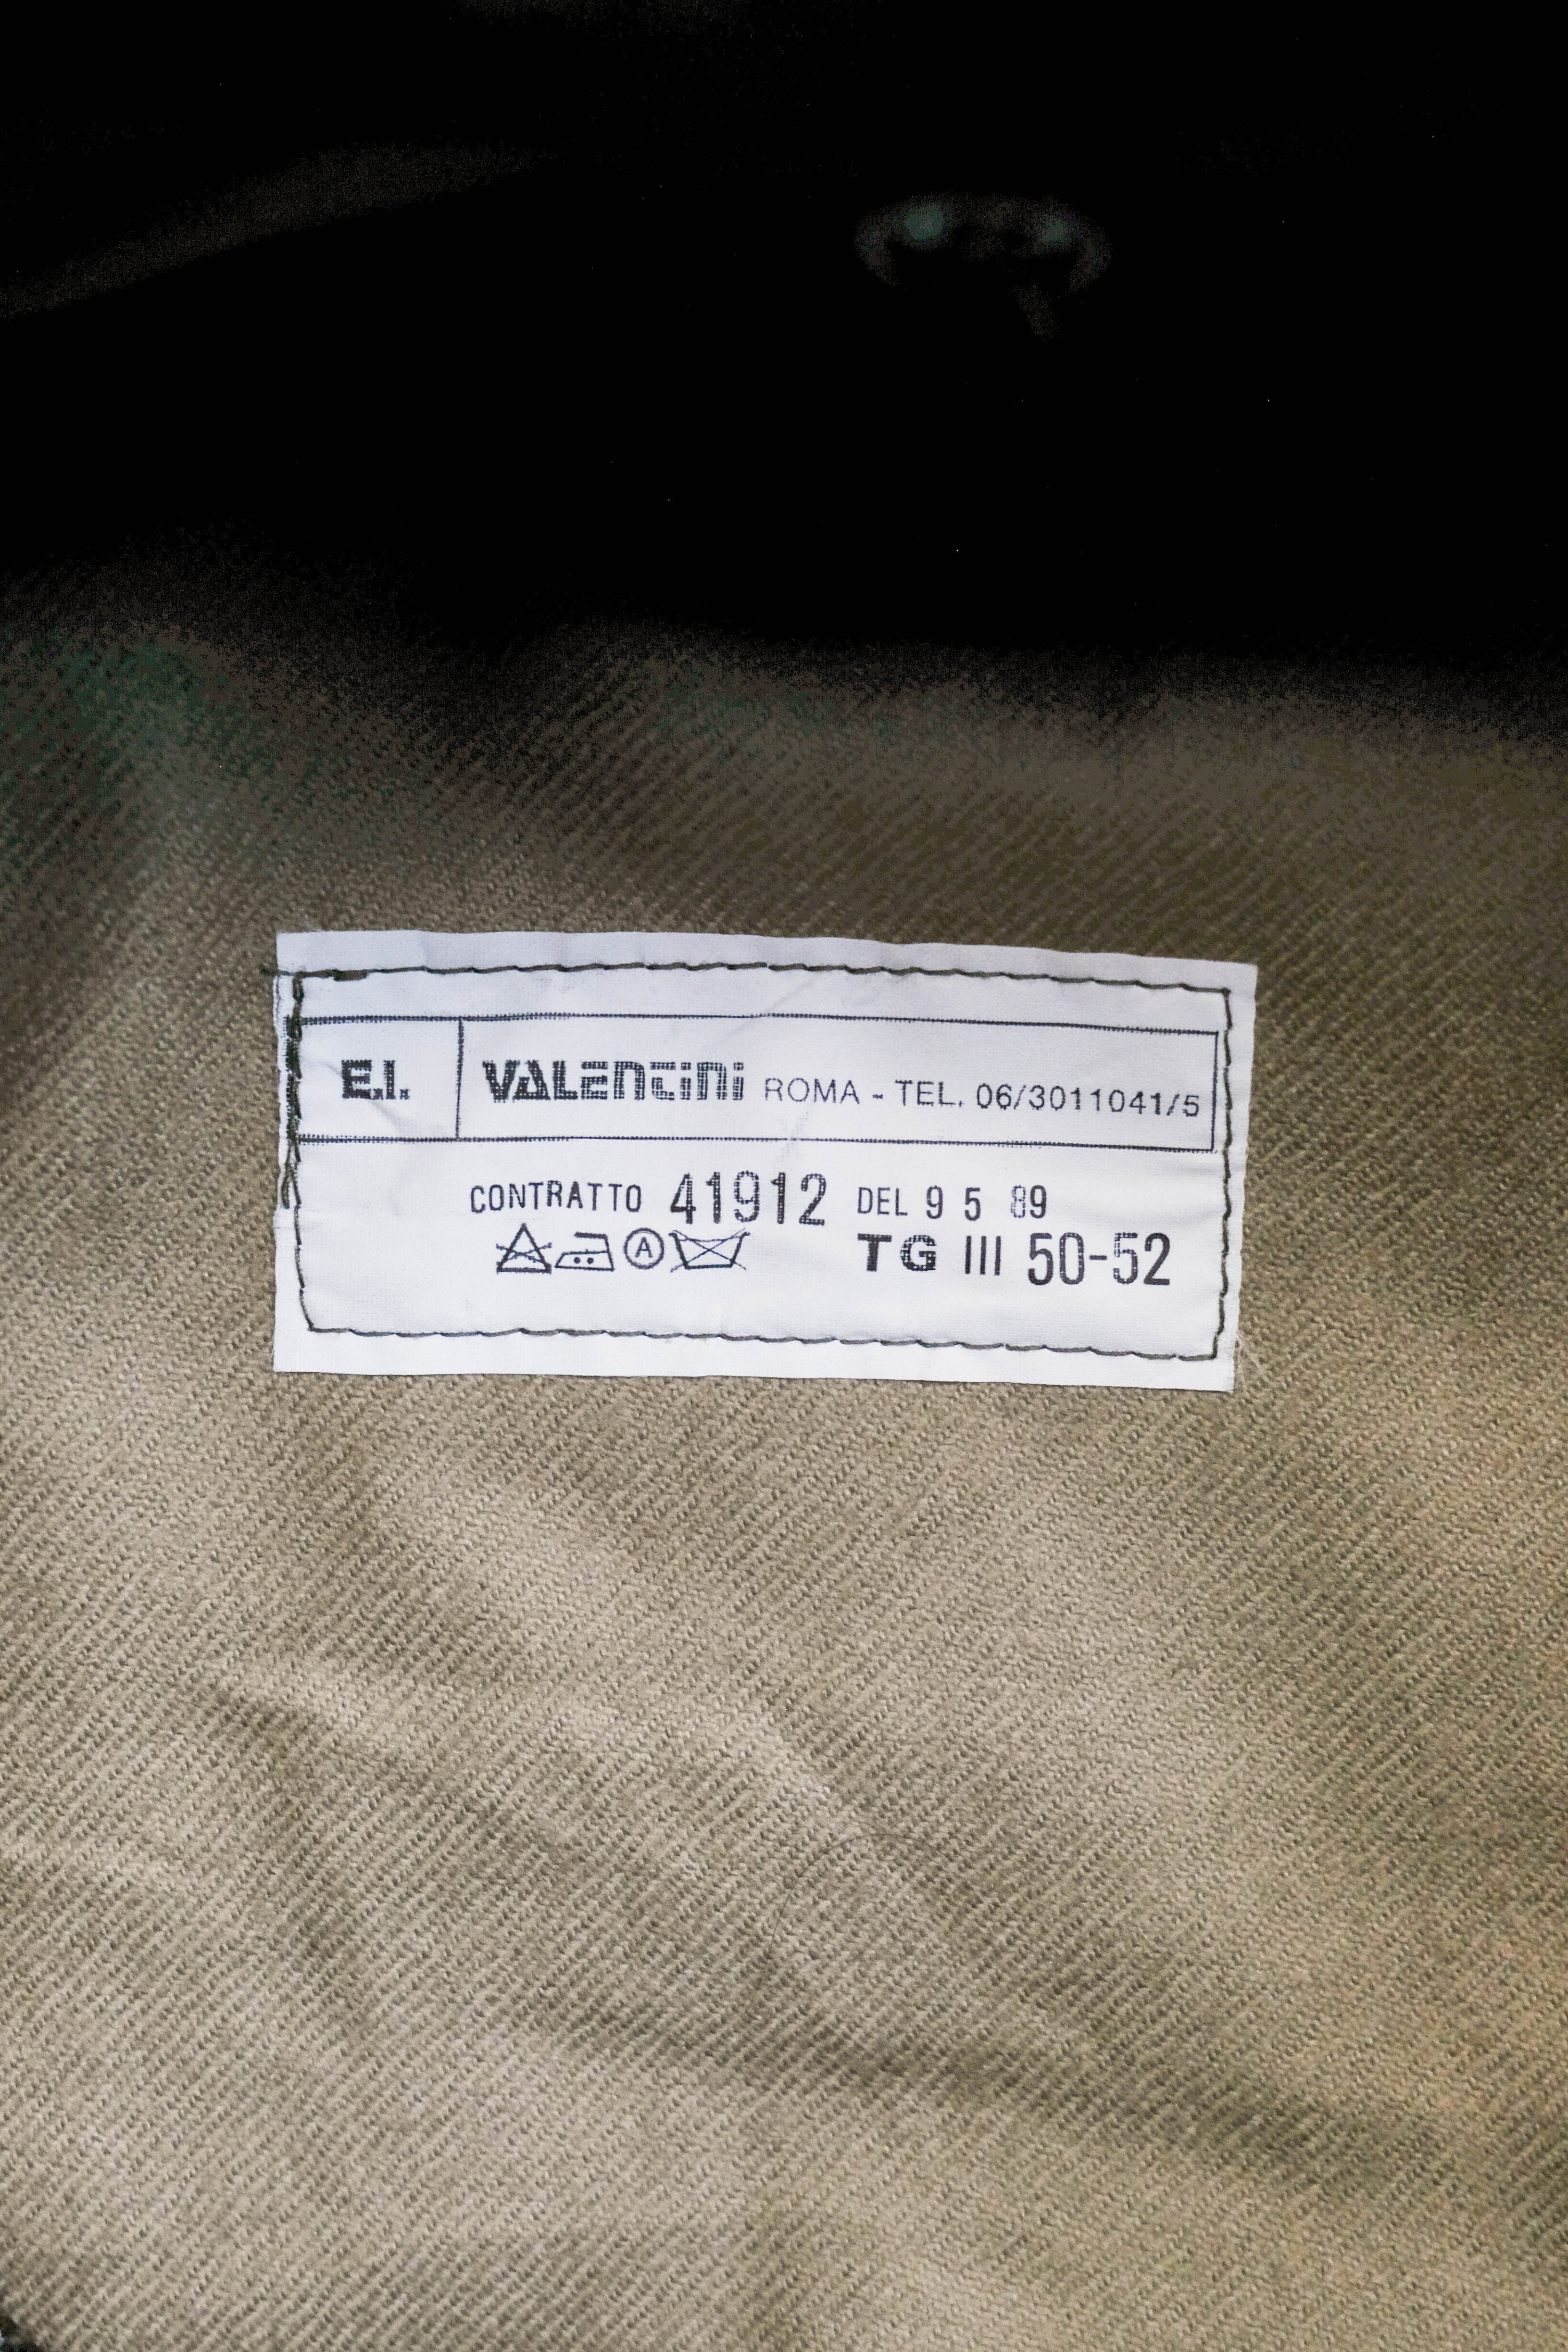 E.I. VALENTINI ROMA - TEL. 06/3011041/5
CONTRATTO 41912 DEL 9 5 89
A TG III 50-52